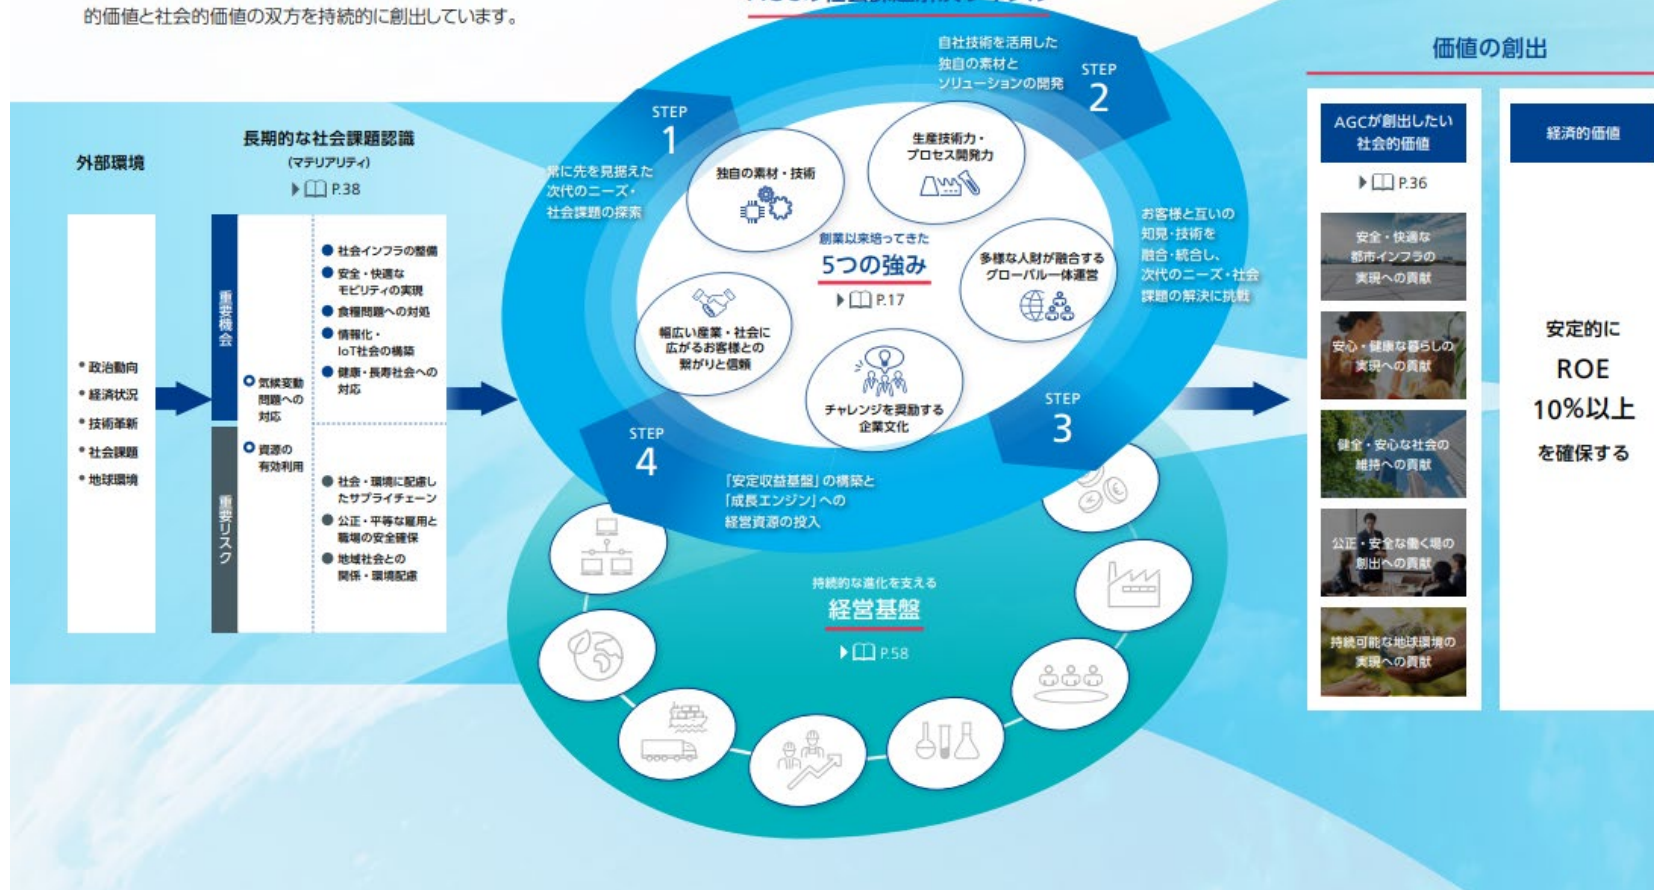 的価値と社会的価値の双方を持続的に創出しています。
外部環境
・政治動向
・経済状況
・技術革新
・社会課題
・地球環境
長期的な社会課題認識
(マテリアリティ)
P.38
重要機会
重要リスク
気候変動
問題への
対応
資源の
有効利用
社会インフラの整備
安全・快適な
モビリティの実現
食糧問題への対処
情報化・
IoT社会の構築
健康・長寿社会への
対応
社会・環境に配慮し
たサプライチェーン
公正・平等な雇用と
職場の安全確保
地域社会との
関係・環境配慮
STEP
1
常に先を見据えた
次代のニーズ・
社会課題の探索
自社技術を活用した
独自の素材と
ソリューションの開発
STEP
2
お客様と互いの
知見・技術を
融合・統合し、
次代のニーズ・社会
課題の解決に挑戦
STEP
3
STEP
4
「安定収益基盤」の構築と
「成長エンジン」への
経営資源の投入
独自の素材・技術
生産技術力・
プロセス開発力
創業以来培ってきた
5つの強み
P.17
多様な人財が融合する
グローバル一体運営
幅広い産業・社会に
広がるお客様との
繋がりと信頼
チャレンジを奨励する
企業文化
持続的な進化を支える
経営基盤
P.58
価値の創出
AGCが創出したい
社会的価値
P.36
安全・快適な
都市インフラの
実現への貢献
安心・健康な暮らしの
実現への貢献
健全・安心な社会の
維持への貢献
公正・安全な働く場の
創出への貢献
持続可能な地球環境の
実現への貢献
経済的価値
安定的に
ROE
10%以上
を確保する